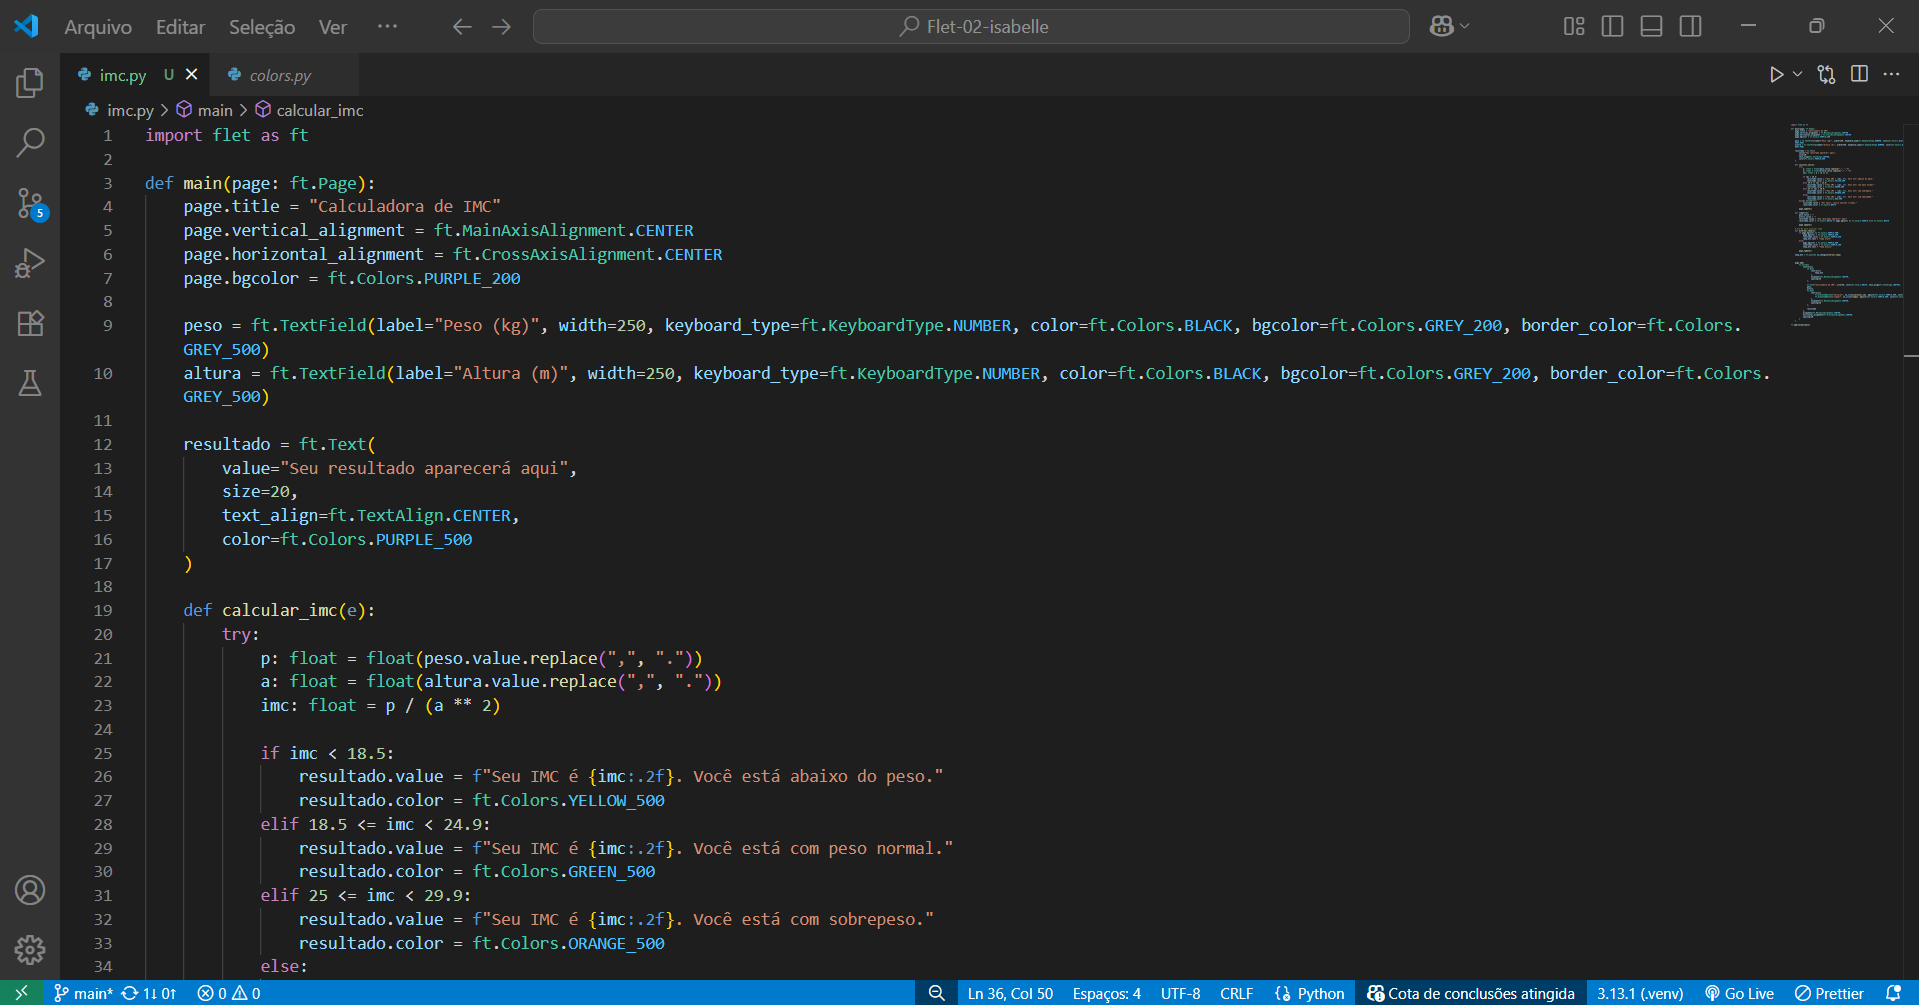 Arquivo Editar Seleção Ver ···
Flet-02-isabelle
imc.py U
colors.py
imc.py > main > calcular_imc
1 import flet as ft
2
3 def main(page: ft.Page):
4 page.title = "Calculadora de IMC"
5 page.vertical_alignment = ft.MainAxisAlignment.CENTER
6 page.horizontal_alignment = ft.CrossAxisAlignment.CENTER
7 page.bgcolor = ft.Colors.PURPLE_200
8
9 peso = ft.TextField(label="Peso (kg)", width=250, keyboard_type=ft.KeyboardType.NUMBER, color=ft.Colors.BLACK, bgcolor=ft.Colors.GREY_200, border_color=ft.Colors.
GREY_500)
10 altura = ft.TextField(label="Altura (m)", width=250, keyboard_type=ft.KeyboardType.NUMBER, color=ft.Colors.BLACK, bgcolor=ft.Colors.GREY_200, border_color=ft.Colors.
GREY_500)
11
12 resultado = ft.Text(
13 value="Seu resultado aparecerá aqui",
14 size=20,
15 text_align=ft.TextAlign.CENTER,
16 color=ft.Colors.PURPLE_500
17 )
18
19 def calcular_imc(e):
20 try:
21 p: float = float(peso.value.replace(",", "."))
22 a: float = float(altura.value.replace(",", "."))
23 imc: float = p / (a ** 2)
24
25 if imc < 18.5:
26 resultado.value = f"Seu IMC é {imc:.2f}. Você está abaixo do peso."
27 resultado.color = ft.Colors.YELLOW_500
28 elif 18.5 <= imc < 24.9:
29 resultado.value = f"Seu IMC é {imc:.2f}. Você está com peso normal."
30 resultado.color = ft.Colors.GREEN_500
31 elif 25 <= imc < 29.9:
32 resultado.value = f"Seu IMC é {imc:.2f}. Você está com sobrepeso."
33 resultado.color = ft.Colors.ORANGE_500
34 else:
5
main* 1↓ 0↑ 0 0 Ln 36, Col 50 Espaços: 4 UTF-8 CRLF {} Python Cota de conclusões atingida 3.13.1 (.venv) Go Live Prettier